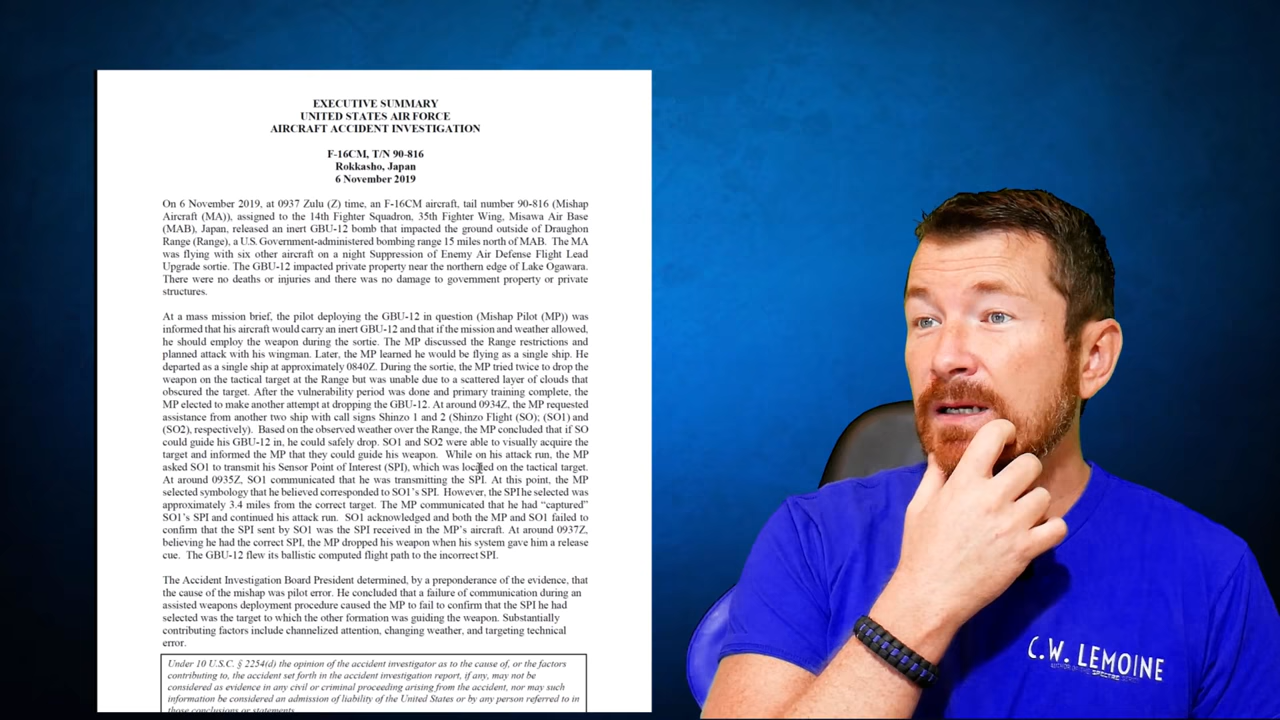 EXECUTIVE SUMMARY
UNITED STATES AIR FORCE
AIRCRAFT ACCIDENT INVESTIGATION
F-16CM, T/N 90-816
Rokkasho, Japan
6 November 2019
On 6 November 2019, at 0937 Zulu (Z) time, an F-16CM aircraft, tail number 90-816 (Mishap
Aircraft (MA)), assigned to the 14th Fighter Squadron, 35th Fighter Wing, Misawa Air Base
(MAB), Japan, released an inert GBU-12 bomb that impacted the ground outside of Draughon
Range (Range), a U.S. Government-administered bombing range 15 miles north of MAB. The MA
was flying with six other aircraft on a night Suppression of Enemy Air Defense Flight Lead
Upgrade sortie. The GBU-12 impacted private property near the northern edge of Lake Ogawara.
There were no deaths or injuries and there was no damage to government property or private
structures.
At a mass mission brief, the pilot deploying the GBU-12 in question (Mishap Pilot (MP)) was
informed that his aircraft would carry an inert GBU-12 and that if the mission and weather allowed,
he should employ the weapon during the sortie. The MP discussed the Range restrictions and
planned attack with his wingman. Later, the MP learned he would be flying as a single ship. He
departed as a single ship at approximately 0840Z. During the sortie, the MP tried twice to drop the
weapon on the tactical target at the Range but was unable due to a scattered layer of clouds that
obscured the target. After the vulnerability period was done and primary training complete, the
MP elected to make another attempt at dropping the GBU-12. At around 0934Z, the MP requested
assistance from another two ship with call signs Shinzo 1 and 2 (Shinzo Flight (SO); (SO1) and
(SO2), respectively). Based on the observed weather over the Range, the MP concluded that if SO
could guide his GBU-12 in, he could safely drop. SO1 and SO2 were able to visually acquire the
target and informed the MP that they could guide his weapon. While on his attack run, the MP
asked SO1 to transmit his Sensor Point of Interest (SPI), which was located on the tactical target.
At around 0935Z, SO1 communicated that he was transmitting the SPI. At this point, the MP
selected symbology that he believed corresponded to SO1's SPI. However, the SPI he selected was
approximately 3.4 miles from the correct target. The MP communicated that he had “captured”
SO1's SPI and continued his attack run. SO1 acknowledged and both the MP and SO1 failed to
confirm that the SPI sent by SO1 was the SPI received in the MP's aircraft. At around 0937Z,
believing he had the correct SPI, the MP dropped his weapon when his system gave him a release
cue. The GBU-12 flew its ballistic computed flight path to the incorrect SPI.
The Accident Investigation Board President determined, by a preponderance of the evidence, that
the cause of the mishap was pilot error. He concluded that a failure of communication during an
assisted weapons deployment procedure caused the MP to fail to confirm that the SPI he had
selected was the target to which the other formation was guiding the weapon. Substantially
contributing factors include channelized attention, changing weather, and targeting technical
error.
Under 10 U.S.C. § 2254(d) the opinion of the accident investigator as to the cause of, or the factors
contributing to, the accident set forth in the accident investigation report, if any, may not be
considered as evidence in any civil or criminal proceeding arising from the accident, nor may such
information be considered an admission of liability of the United States or by any person referred to in
those conclusions or statements.
C.W. LEMOINE